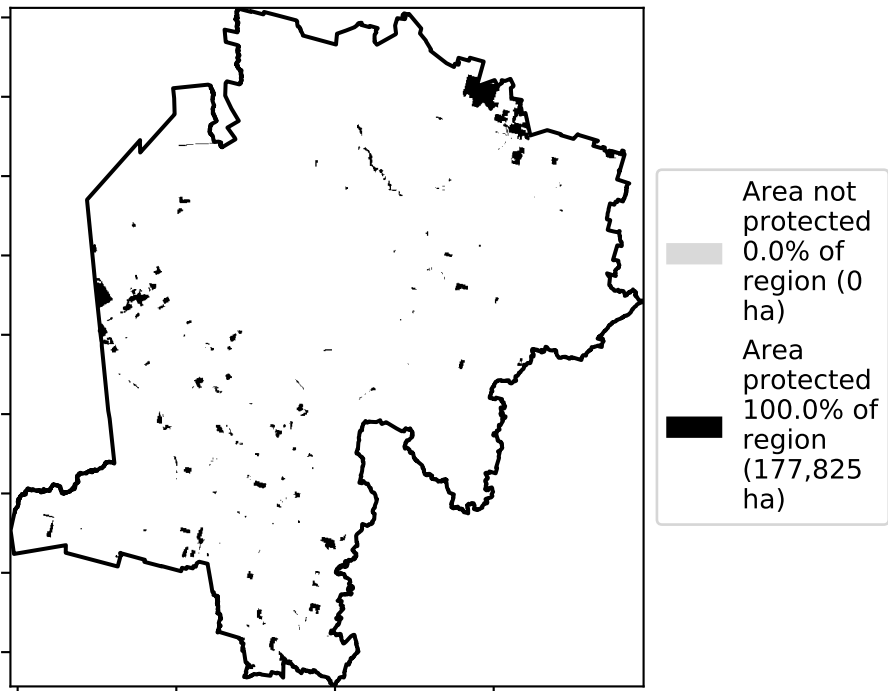 Area not
protected
0.0% of
region (0
ha)
Area
protected
100.0% of
region
(177,825
ha)